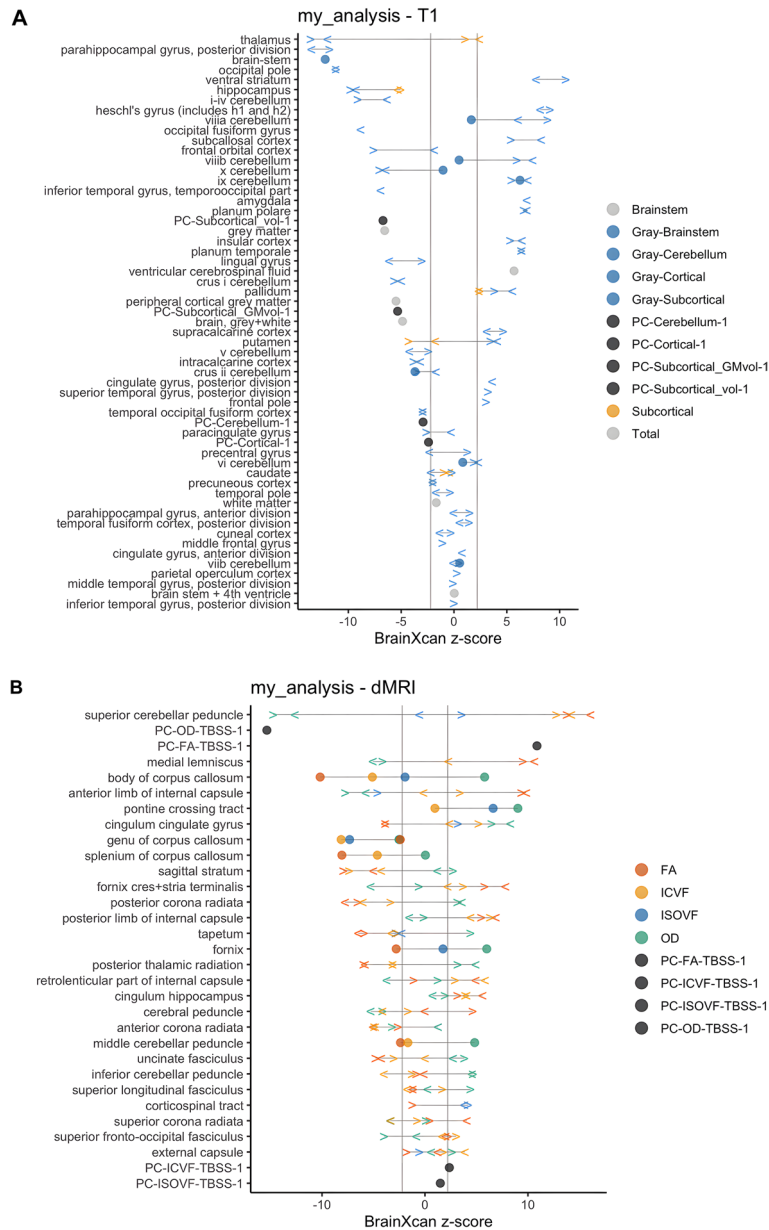 A
my_analysis - T1
thalamus
parahippocampal gyrus, posterior division
brain-stem
occipital pole
ventral striatum
hippocampus
i-iv cerebellum
heschl's gyrus (includes h1 and h2)
viiia cerebellum
occipital fusiform gyrus
subcallosal cortex
frontal orbital cortex
viiib cerebellum
x cerebellum
ix cerebellum
inferior temporal gyrus, temporooccipital part
amygdala
planum polare
PC-Subcortical_vol-1
grey matter
insular cortex
planum temporale
lingual gyrus
ventricular cerebrospinal fluid
crus i cerebellum
pallidum
peripheral cortical grey matter
PC-Subcortical_GMvol-1
brain, grey+white
supracalcarine cortex
putamen
v cerebellum
intracalcarine cortex
crus ii cerebellum
cingulate gyrus, posterior division
superior temporal gyrus, posterior division
frontal pole
temporal occipital fusiform cortex
PC-Cerebellum-1
paracingulate gyrus
PC-Cortical-1
precentral gyrus
vi cerebellum
caudate
precuneous cortex
temporal pole
white matter
parahippocampal gyrus, anterior division
temporal fusiform cortex, posterior division
cuneal cortex
middle frontal gyrus
cingulate gyrus, anterior division
viib cerebellum
parietal operculum cortex
middle temporal gyrus, posterior division
brain stem + 4th ventricle
inferior temporal gyrus, posterior division
-10 -5 0 5 10
BrainXcan z-score
Brainstem
Gray-Brainstem
Gray-Cerebellum
Gray-Cortical
Gray-Subcortical
PC-Cerebellum-1
PC-Cortical-1
PC-Subcortical_GMvol-1
PC-Subcortical_vol-1
Subcortical
Total
B
my_analysis - dMRI
superior cerebellar peduncle
PC-OD-TBSS-1
PC-FA-TBSS-1
medial lemniscus
body of corpus callosum
anterior limb of internal capsule
pontine crossing tract
cingulum cingulate gyrus
genu of corpus callosum
splenium of corpus callosum
sagittal stratum
fornix cres+stria terminalis
posterior corona radiata
posterior limb of internal capsule
tapetum
fornix
posterior thalamic radiation
retrolenticular part of internal capsule
cingulum hippocampus
cerebral peduncle
anterior corona radiata
middle cerebellar peduncle
uncinate fasciculus
inferior cerebellar peduncle
superior longitudinal fasciculus
corticospinal tract
superior corona radiata
superior fronto-occipital fasciculus
external capsule
PC-ICVF-TBSS-1
PC-ISOVF-TBSS-1
-10 0 10
BrainXcan z-score
FA
ICVF
ISOVF
OD
PC-FA-TBSS-1
PC-ICVF-TBSS-1
PC-ISOVF-TBSS-1
PC-OD-TBSS-1